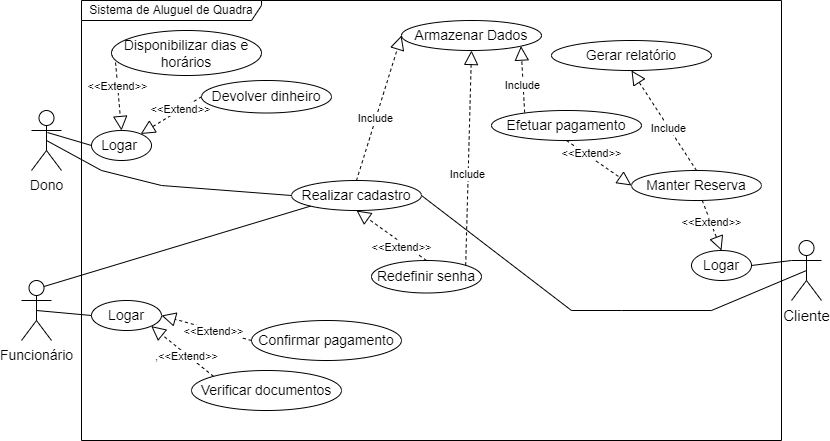 Sistema de Aluguel de Quadra
Disponibilizar dias e
horários
<<Extend>>
Devolver dinheiro
<<Extend>>
Logar
Dono
Armazenar Dados
Include
Include
Include
Gerar relatório
Include
Efetuar pagamento
<<Extend>>
Manter Reserva
<<Extend>>
Logar
Cliente
Realizar cadastro
<<Extend>>
Redefinir senha
Funcionário
Logar
<<Extend>>
Confirmar pagamento
,<<Extend>>
Verificar documentos